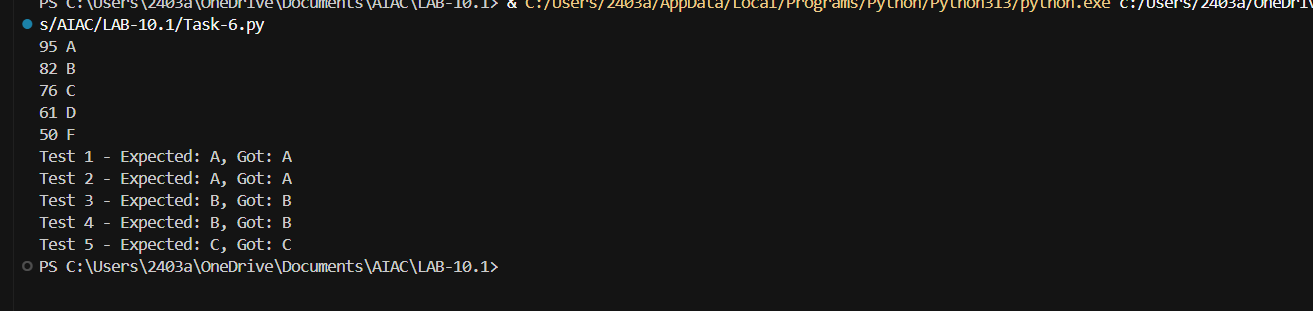 PS C:\Users\2403a\OneDrive\Documents\AIAC\LAB-10.1> & C:/Users/2403a/AppData/Local/Programs/Python/Python313/python.exe c:/Users/2403a/OneDriv
s/AIAC/LAB-10.1/Task-6.py
95 A
82 B
76 C
61 D
50 F
Test 1 - Expected: A, Got: A
Test 2 - Expected: A, Got: A
Test 3 - Expected: B, Got: B
Test 4 - Expected: B, Got: B
Test 5 - Expected: C, Got: C
PS C:\Users\2403a\OneDrive\Documents\AIAC\LAB-10.1>